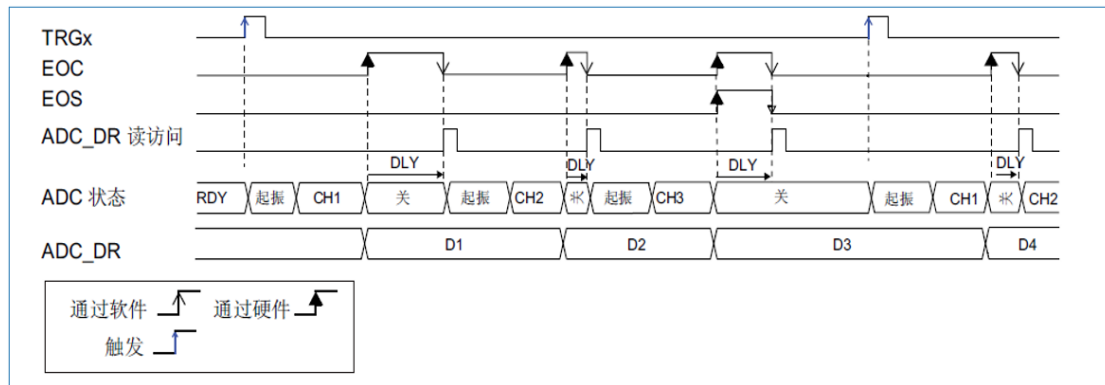 TRGx
EOC
EOS
ADC_DR 读访问
DLY DLY DLY DLY
ADC 状态 RDY 起振 CH1 关 起振 CH2 关 起振 CH3 关 起振 CH1 关 CH2
ADC_DR D1 D2 D3 D4
通过软件 通过硬件
触发